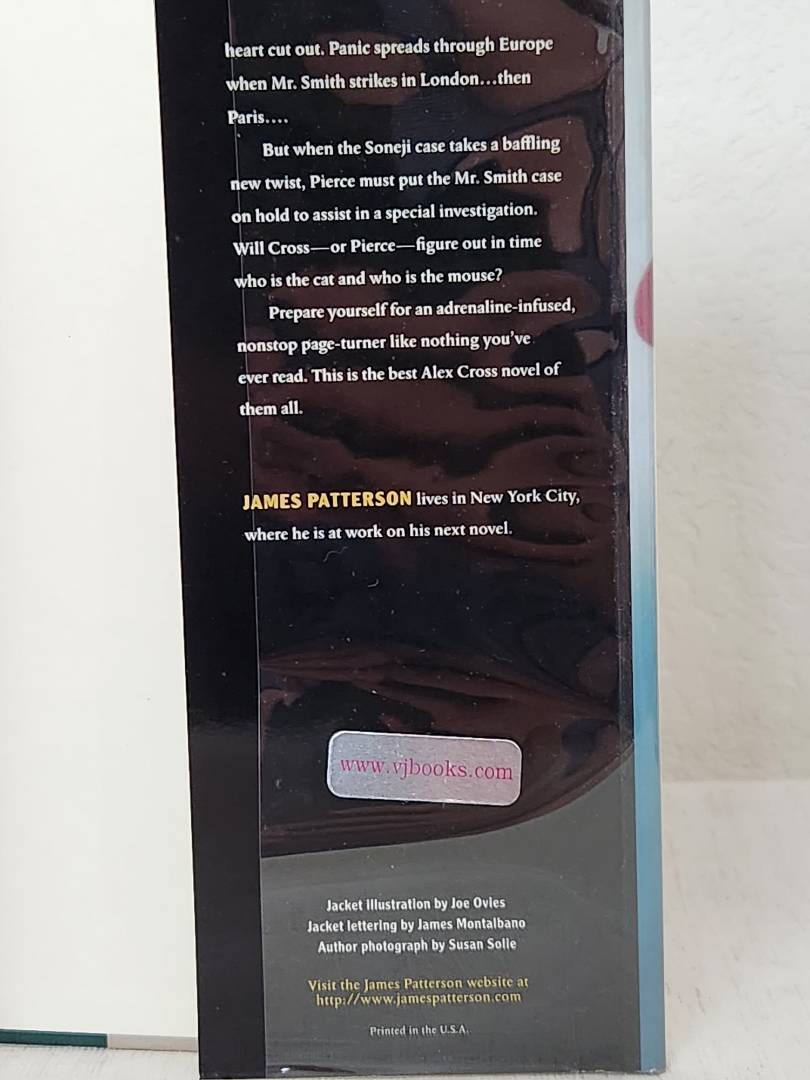 heart cut out. Panic spreads through Europe
when Mr. Smith strikes in London...then
Paris....
But when the Soneji case takes a baffling
new twist, Pierce must put the Mr. Smith case
on hold to assist in a special investigation.
Will Cross—or Pierce—figure out in time
who is the cat and who is the mouse?
Prepare yourself for an adrenaline-infused,
nonstop page-turner like nothing you've
ever read. This is the best Alex Cross novel of
them all.
JAMES PATTERSON lives in New York City,
where he is at work on his next novel.
www.vjbooks.com
Jacket illustration by Joe Ovies
Jacket lettering by James Montalbano
Author photograph by Susan Solie
Visit the James Patterson website at
http://www.jamespatterson.com
Printed in the U.S.A.